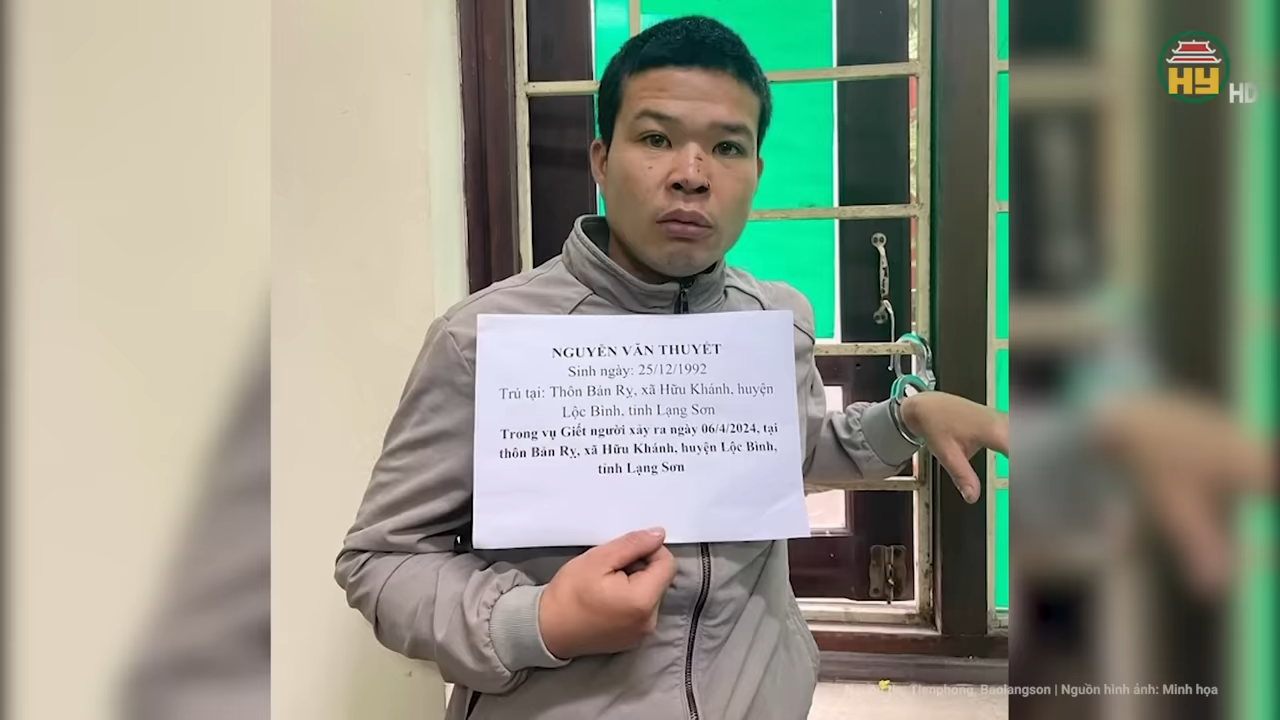 HY HD
NGUYỄN VĂN THUYẾT
Sinh ngày: 25/12/1992
Trú tại: Thôn Bản Rỵ, xã Hữu Khánh, huyện
Lộc Bình, tỉnh Lạng Sơn
Trong vụ Giết người xảy ra ngày 06/4/2024, tại
thôn Bản Rỵ, xã Hữu Khánh, huyện Lộc Bình,
tỉnh Lạng Sơn
Tienphong, Baolangson | Nguồn hình ảnh: Minh họa